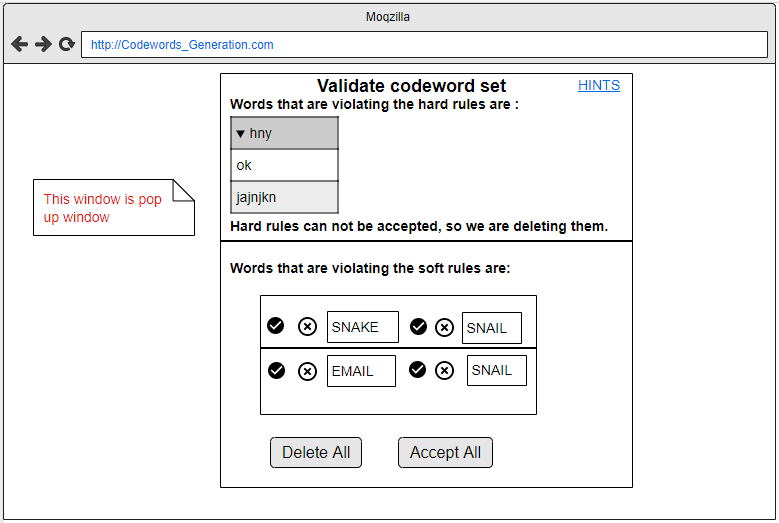 Moqzilla
http://Codewords_Generation.com
Validate codeword set
HINTS
Words that are violating the hard rules are :
hny
ok
jajnjkn
Hard rules can not be accepted, so we are deleting them.
This window is pop
up window
Words that are violating the soft rules are:
SNAKE SNAIL
EMAIL SNAIL
Delete All Accept All